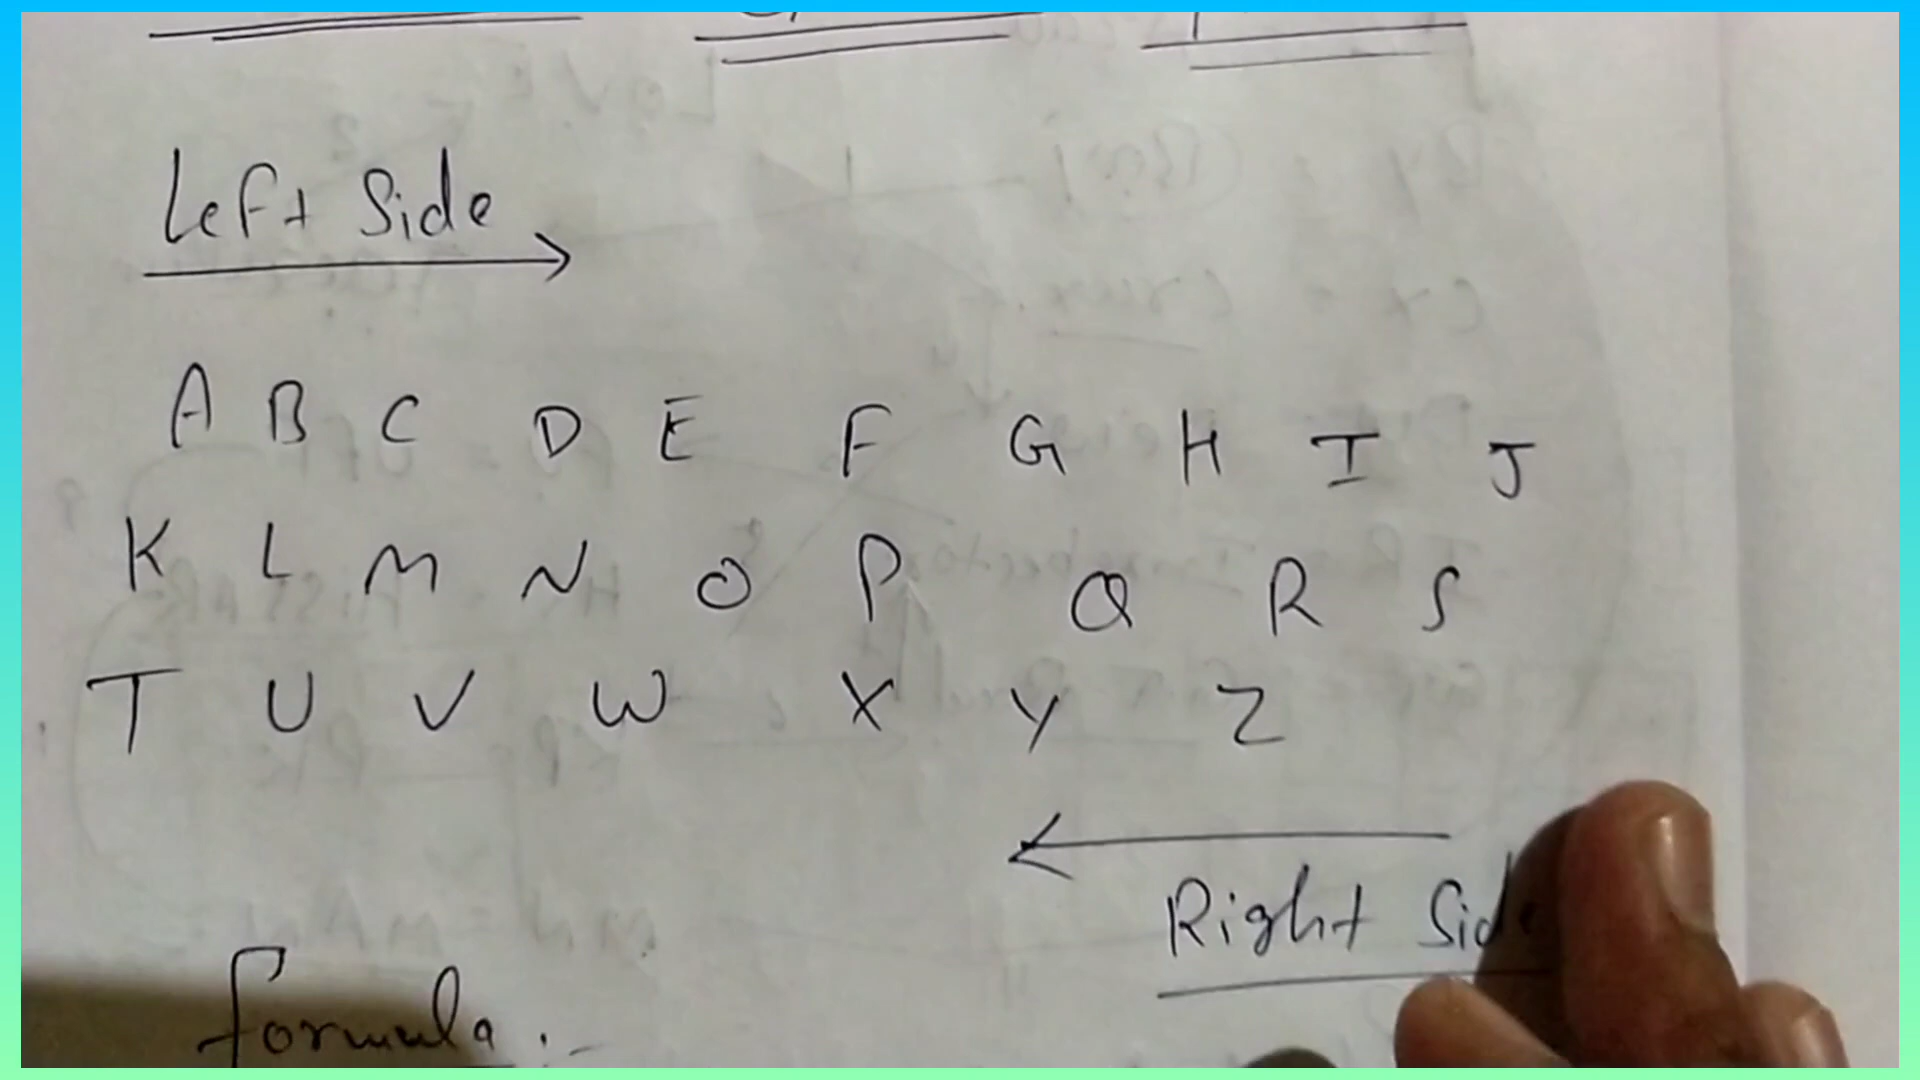 Left Side
A B C D E F G H I J
K L M N O P Q R S
T U V W X Y Z
Right Side
formula :-